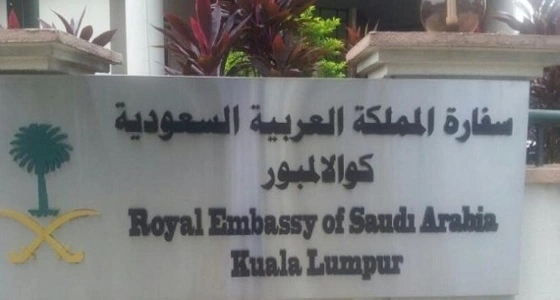 سفارة المملكة العربية السعودية
كوالالمبور
Royal Embassy of Saudi Arabia
Kuala Lumpur